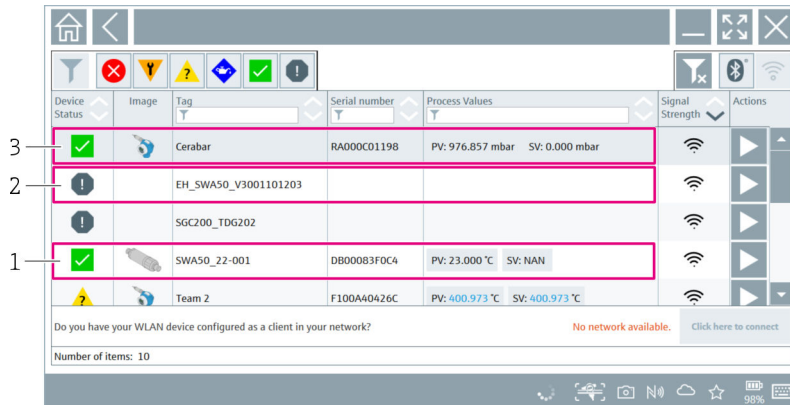 Device Status
Image
Tag
Serial number
Process Values
Signal Strength
Actions
3
Cerabar RA000C01198 PV: 976.857 mbar SV: 0.000 mbar
2
EH_SWA50_V3001101203
SGC200_TDG202
1
SWA50_22-001 DB00083F0C4 PV: 23.000 °C SV: NAN
Team 2 F100A40426C PV: 400.973 °C SV: 400.973 °C
Do you have your WLAN device configured as a client in your network? No network available. Click here to connect
Number of items: 10
98%